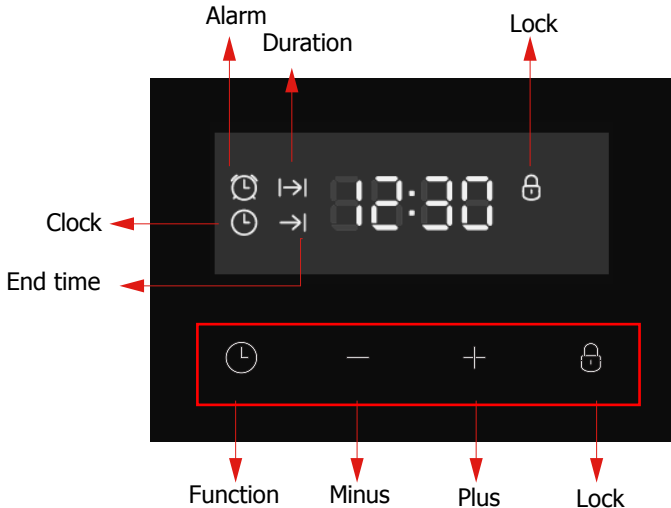 Alarm
Duration
Lock
12:30
Clock
End time
Function
Minus
Plus
Lock